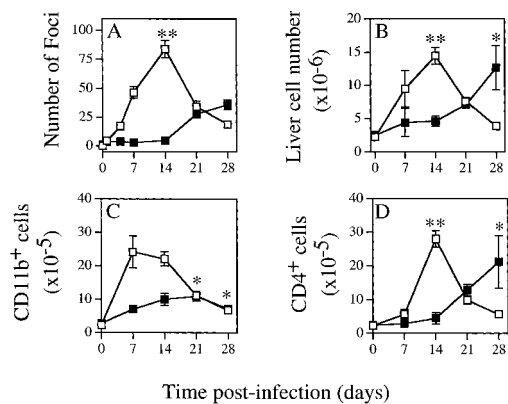 A
**
Number of Foci
100
75
50
25
0
0 7 14 21 28
B
**
*
Liver cell number
(x10-6)
20
15
10
5
0
0 7 14 21 28
C
*
*
CD11b+ cells
(x10-5)
40
30
20
10
0
0 7 14 21 28
D
**
*
CD4+ cells
(x10-5)
40
30
20
10
0
0 7 14 21 28
Time post-infection (days)